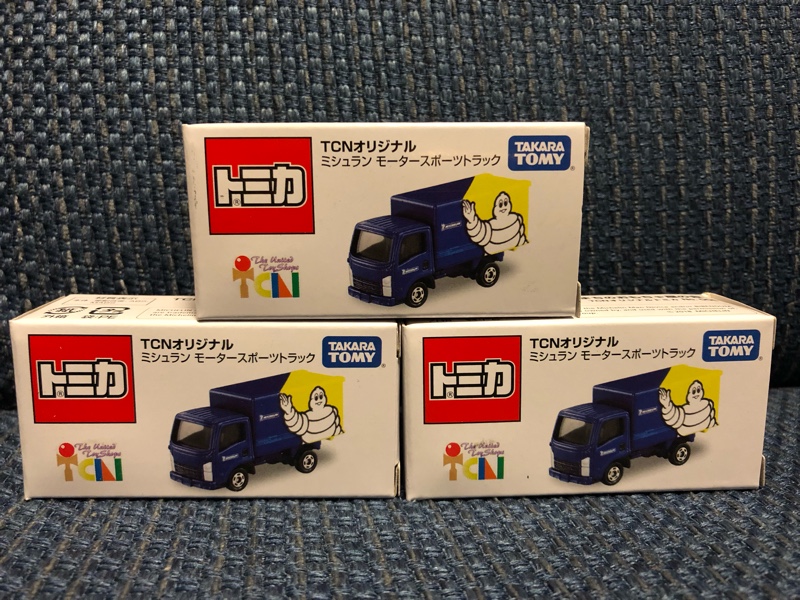 TCNオリジナル
ミシュラン モータースポーツトラック
TAKARA
TOMY
トミカ
The United
Toy Shops
TCN
TCNオリジナル
ミシュラン モータースポーツトラック
TAKARA
TOMY
トミカ
The United
Toy Shops
TCN
TCNオリジナル
ミシュラン モータースポーツトラック
TAKARA
TOMY
トミカ
The United
Toy Shops
TCN